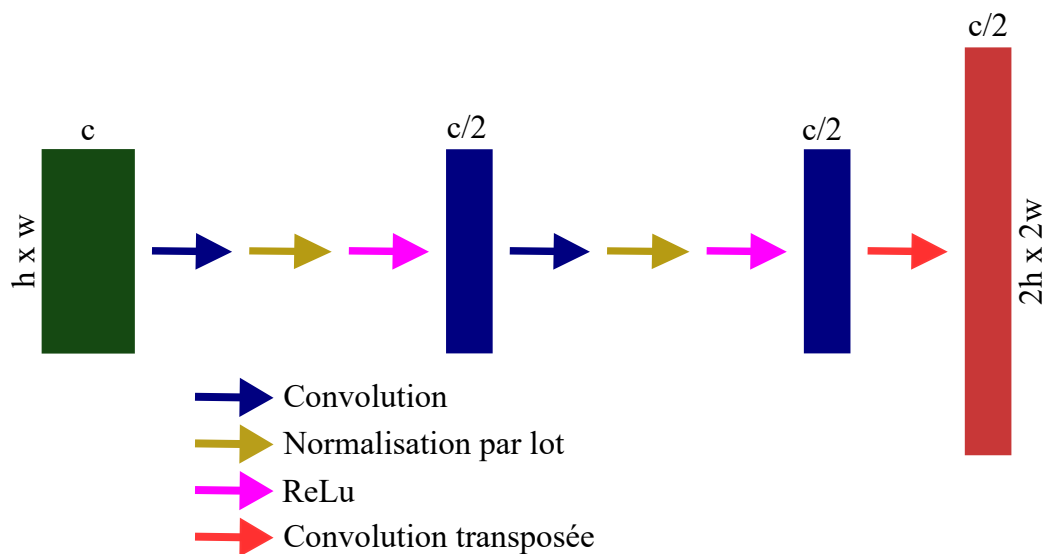 c/2
c
c/2
c/2
h x w
2h x 2w
Convolution
Normalisation par lot
ReLu
Convolution transposée